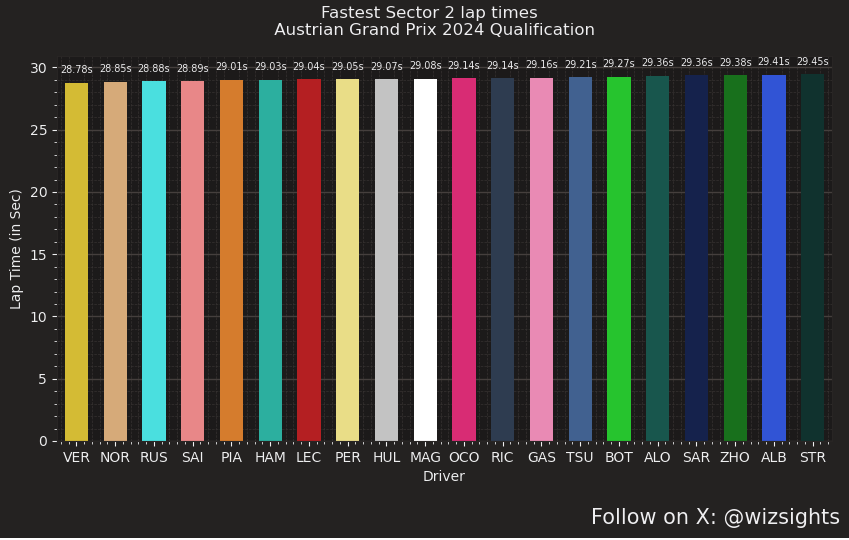 Fastest Sector 2 lap times
Austrian Grand Prix 2024 Qualification
28.78s 28.85s 28.88s 28.89s 29.01s 29.03s 29.04s 29.05s 29.07s 29.08s 29.14s 29.14s 29.16s 29.21s 29.27s 29.36s 29.36s 29.38s 29.41s 29.45s
30
25
20
15
10
5
0
Lap Time (in Sec)
VER NOR RUS SAI PIA HAM LEC PER HUL MAG OCO RIC GAS TSU BOT ALO SAR ZHO ALB STR
Driver
Follow on X: @wizsights